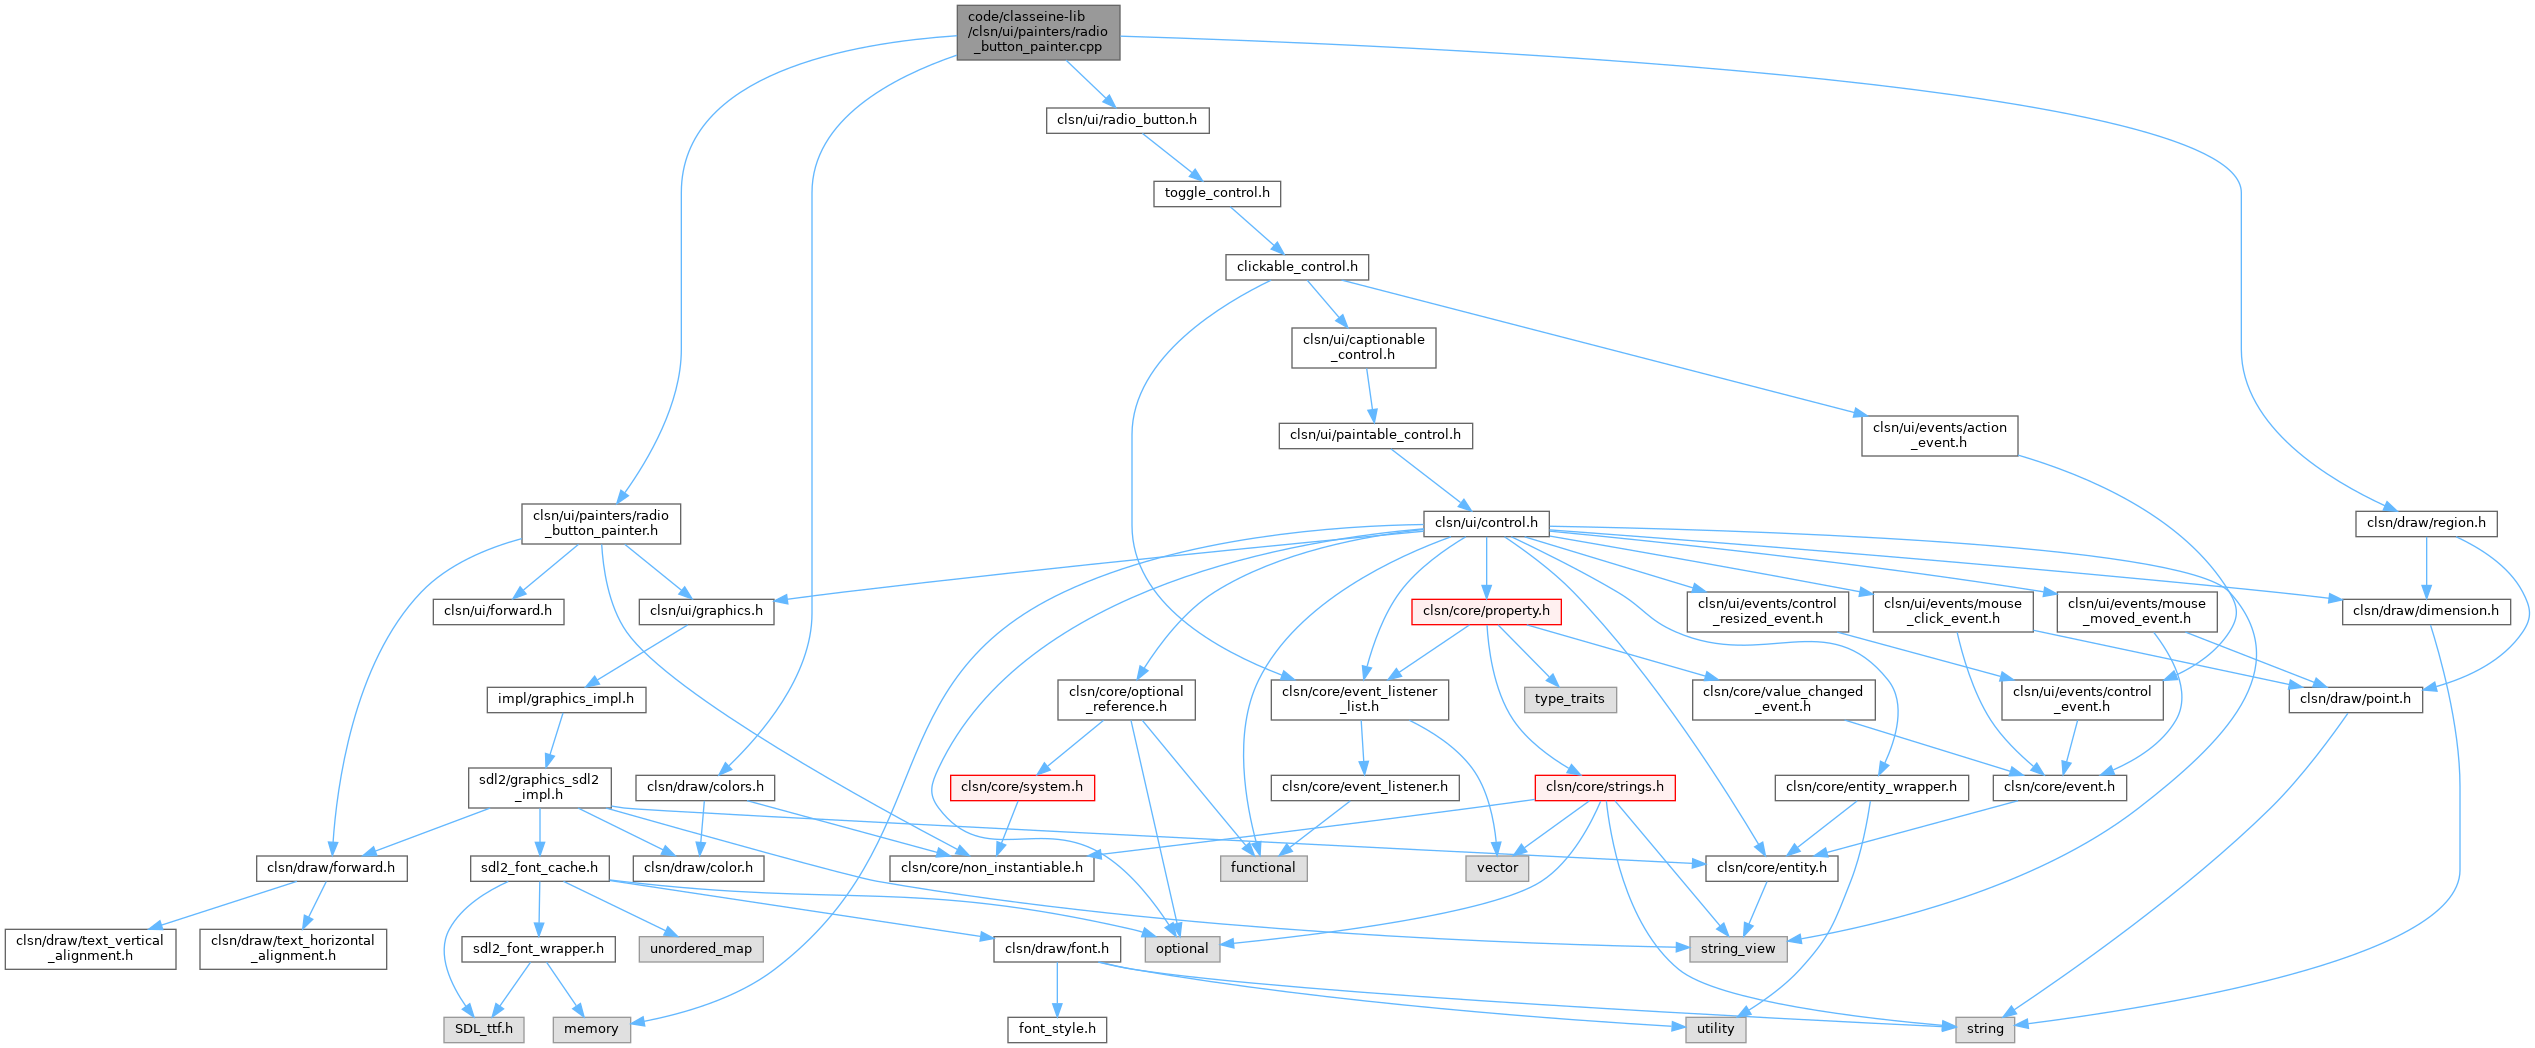 code/classeine-lib
/clsn/ui/painters/radio
_button_painter.cpp
clsn/ui/radio_button.h
toggle_control.h
clickable_control.h
clsn/ui/captionable
_control.h
clsn/ui/events/action
_event.h
clsn/ui/paintable_control.h
clsn/ui/painters/radio
_button_painter.h
clsn/ui/control.h
clsn/draw/region.h
clsn/ui/forward.h
clsn/ui/graphics.h
clsn/core/property.h
clsn/ui/events/control
_resized_event.h
clsn/ui/events/mouse
_click_event.h
clsn/ui/events/mouse
_moved_event.h
clsn/draw/dimension.h
impl/graphics_impl.h
clsn/core/optional
_reference.h
clsn/core/event_listener
_list.h
type_traits
clsn/core/value_changed
_event.h
clsn/ui/events/control
_event.h
clsn/draw/point.h
sdl2/graphics_sdl2
_impl.h
clsn/draw/colors.h
clsn/core/system.h
clsn/core/event_listener.h
clsn/core/strings.h
clsn/core/entity_wrapper.h
clsn/core/event.h
clsn/draw/forward.h
sdl2_font_cache.h
clsn/draw/color.h
clsn/core/non_instantiable.h
functional
vector
clsn/core/entity.h
clsn/draw/text_vertical
_alignment.h
clsn/draw/text_horizontal
_alignment.h
sdl2_font_wrapper.h
unordered_map
clsn/draw/font.h
optional
string_view
SDL_ttf.h
memory
font_style.h
utility
string